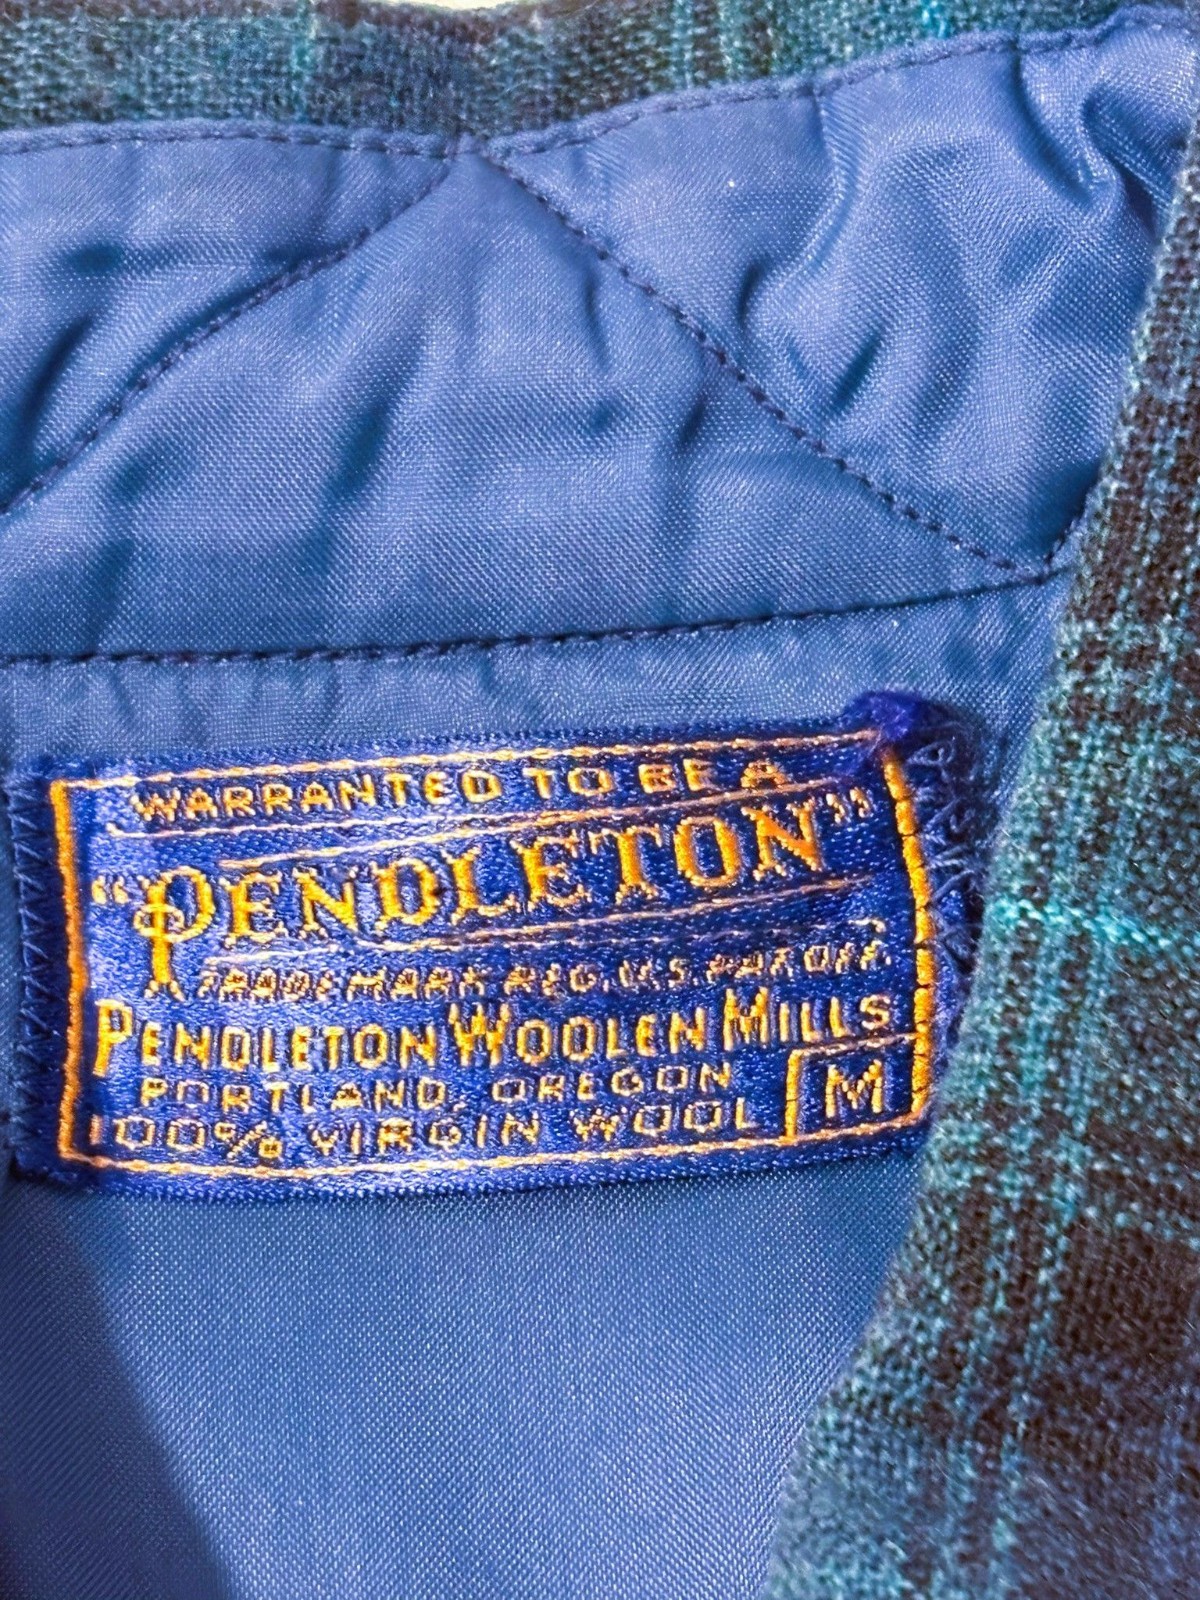 WARRANTED TO BE A
"PENDLETON"
TRADE MARK REG. U.S. PAT. OFF.
PENDLETON WOOLEN MILLS
PORTLAND, OREGON
100% VIRGIN WOOL M